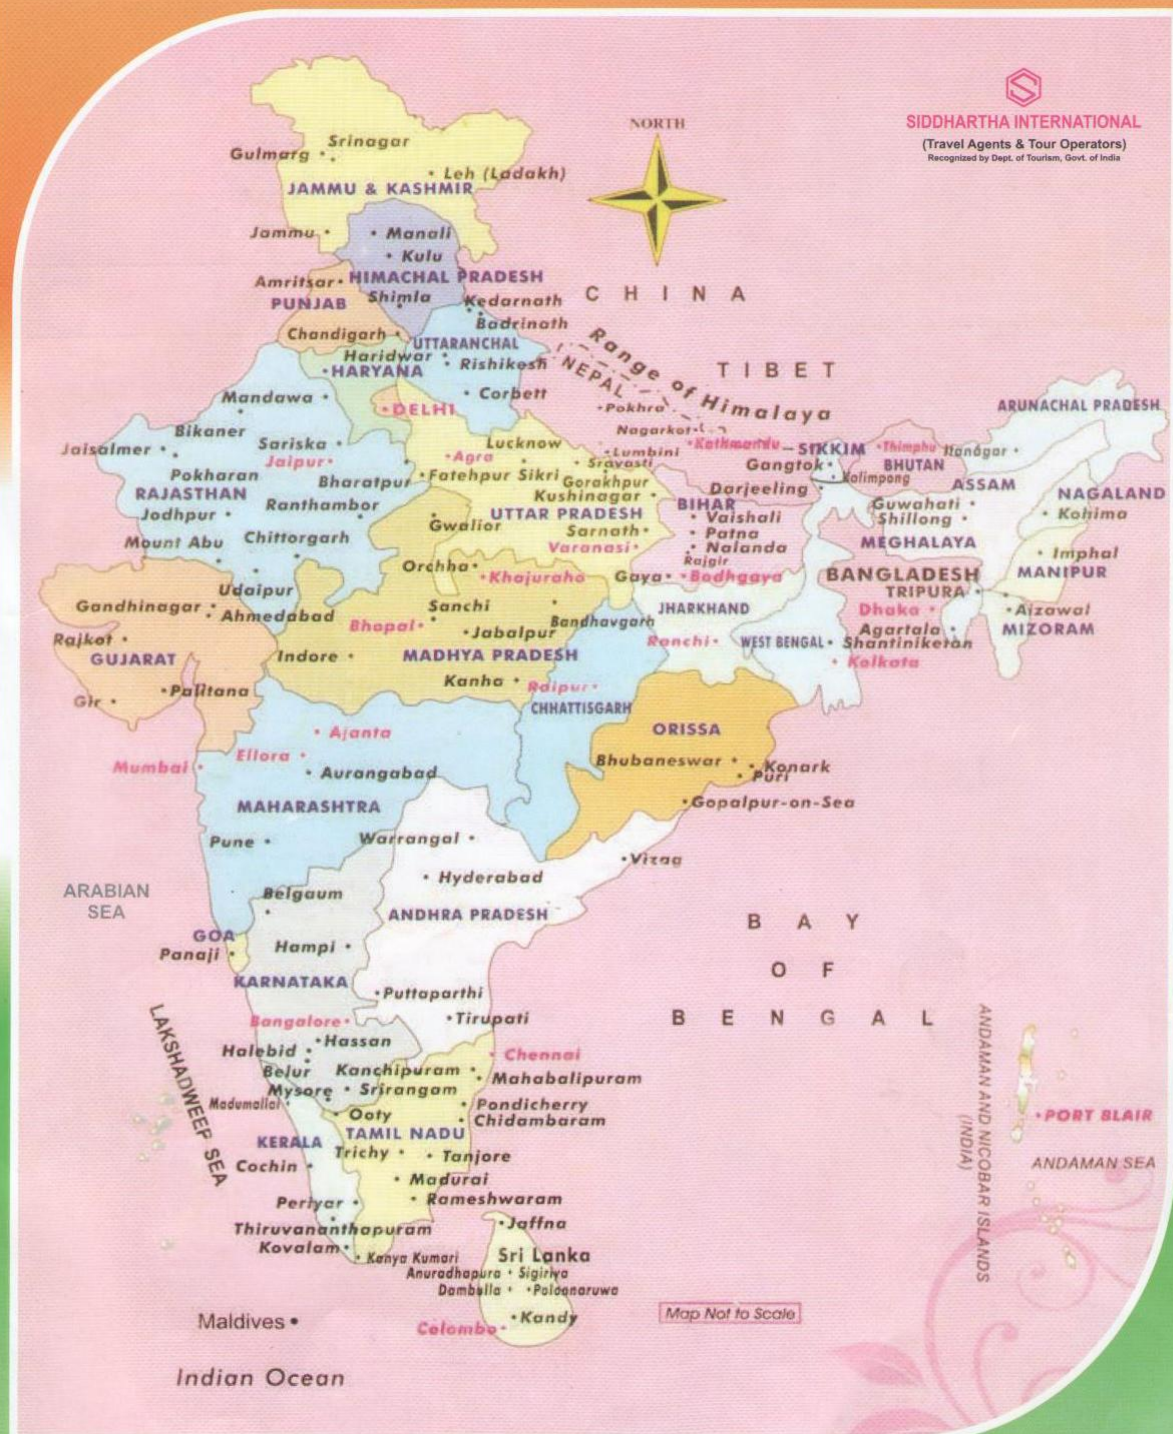 SIDDHARTHA INTERNATIONAL
(Travel Agents & Tour Operators)
Recognized by Dept. of Tourism, Govt. of India
NORTH
Srinagar
Gulmarg
Leh (Ladakh)
JAMMU & KASHMIR
Jammu
Manali
Kulu
Amritsar
HIMACHAL PRADESH
PUNJAB
Shimla
Kedarnath
CHINA
Badrinath
Chandigarh
UTTARANCHAL
Haridwar
HARYANA
Rishikesh
Range of Himalaya
NEPAL
TIBET
Mandawa
DELHI
Corbett
Pokhra
ARUNACHAL PRADESH
Bikaner
Nagarkot
Jaisalmer
Sariska
Lucknow
Kathmandu
SIKKIM
Thimphu
Itanagar
Jaipur
Agra
Lumbini
Sravasti
Gangtok
BHUTAN
Pokharan
Bharatpur
Fatehpur Sikri
Gorakhpur
Kalimpong
ASSAM
RAJASTHAN
Ranthambor
Kushinagar
Darjeeling
NAGALAND
Jodhpur
Gwalior
UTTAR PRADESH
BIHAR
Guwahati
Kohima
Vaishali
Shillong
Mount Abu
Chittorgarh
Sarnath
Patna
MEGHALAYA
Varanasi
Nalanda
Imphal
Rajgir
Orchha
Khajuraho
Gaya
Bodhgaya
BANGLADESH
MANIPUR
Udaipur
TRIPURA
Gandhinagar
Ahmedabad
Sanchi
JHARKHAND
Dhaka
Aizawal
Bhopal
Bandhavgarh
Agartala
MIZORAM
Rajkot
Jabalpur
Ranchi
WEST BENGAL
Shantiniketan
GUJARAT
Indore
MADHYA PRADESH
Kolkata
Palitana
Kanha
Raipur
Gir
CHHATTISGARH
ORISSA
Ajanta
Ellora
Bhubaneswar
Konark
Mumbai
Aurangabad
Puri
MAHARASHTRA
Gopalpur-on-Sea
Pune
Warrangal
Vizag
Hyderabad
ARABIAN
SEA
Belgaum
ANDHRA PRADESH
BAY
OF
BENGAL
GOA
Panaji
Hampi
KARNATAKA
Puttaparthi
Bangalore
Tirupati
LAKSHADWEEP SEA
Hassan
Halebid
Chennai
Belur
Kanchipuram
Mahabalipuram
Mysore
Srirangam
Madumallai
Pondicherry
Ooty
Chidambaram
KERALA
TAMIL NADU
Trichy
Tanjore
Cochin
Madurai
Periyar
Rameshwaram
Thiruvananthapuram
Jaffna
Kovalam
Kanya Kumari
Sri Lanka
Anuradhapura
Sigiriya
Dambulla
Poloonaruwa
Kandy
Colombo
Maldives
Indian Ocean
Map Not to Scale
ANDAMAN AND NICOBAR ISLANDS
(INDIA)
PORT BLAIR
ANDAMAN SEA